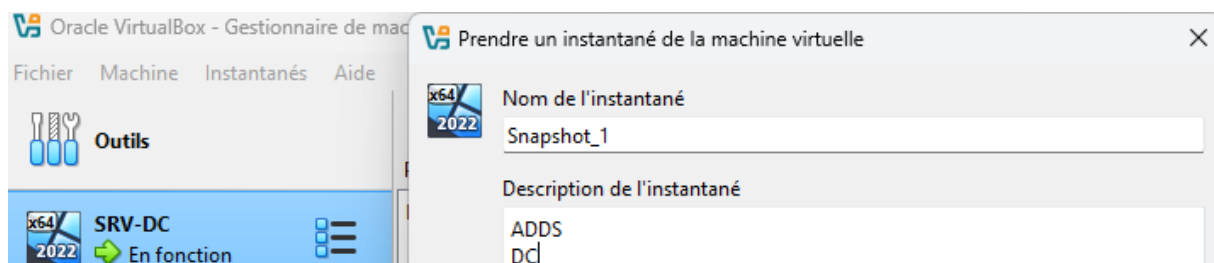 Oracle VirtualBox - Gestionnaire de mac
Fichier Machine Instantanés Aide
Outils
x64
2022
SRV-DC
En fonction
Prendre un instantané de la machine virtuelle
x64
2022
Nom de l'instantané
Snapshot_1
Description de l'instantané
ADDS
DC